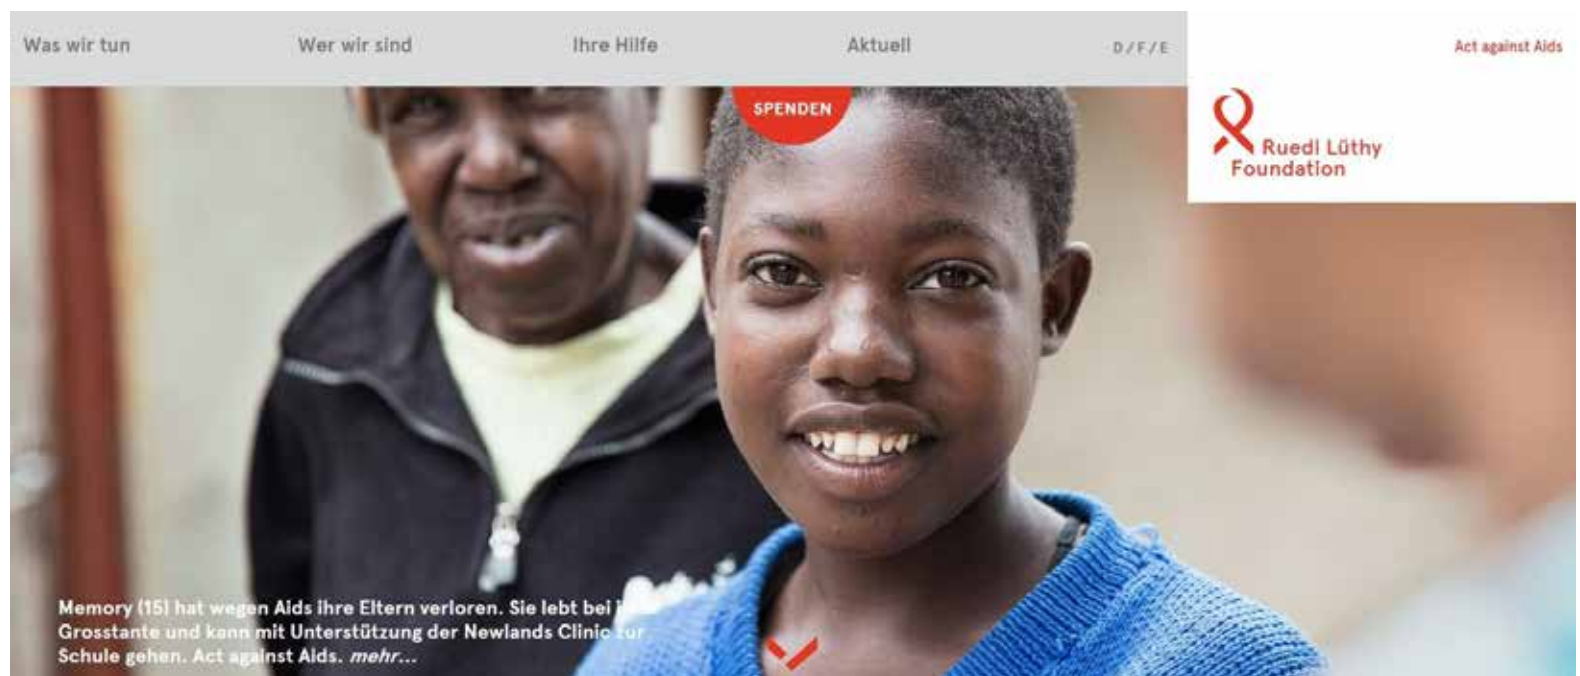 Was wir tun
Wer wir sind
Ihre Hilfe
Aktuell
D/F/E
Act against Aids
SPENDEN
Ruedi Lüthy
Foundation
Memory (15) hat wegen Aids ihre Eltern verloren. Sie lebt bei
Grosstante und kann mit Unterstützung der Newlands Clinic zur
Schule gehen. Act against Aids. mehr...